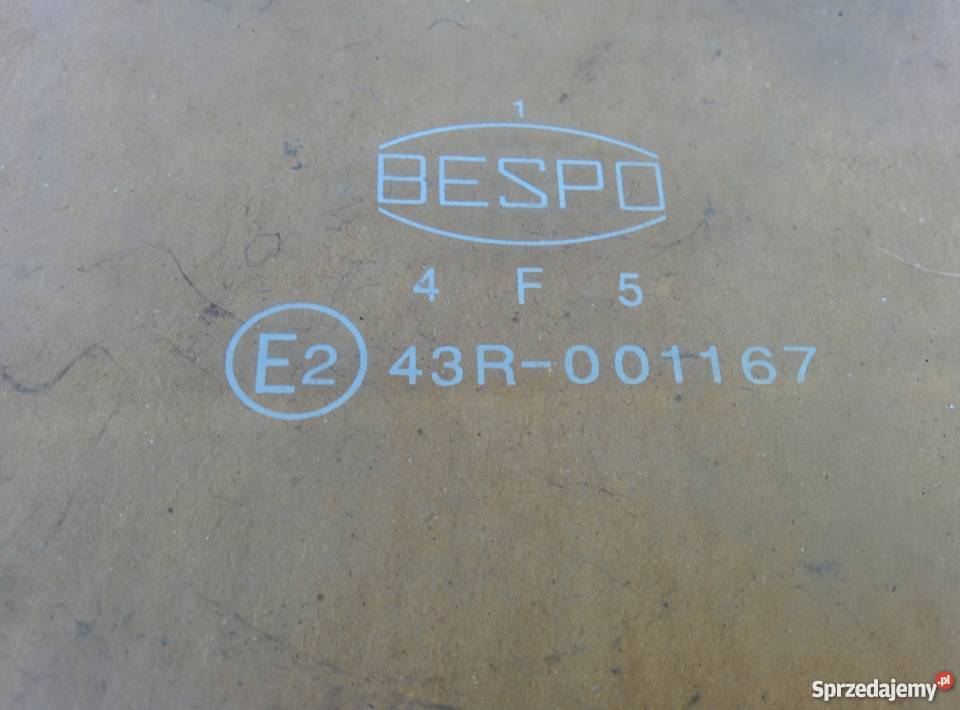 1
BESPO
4 F 5
E2 43R-001167
Sprzedajemy.pl